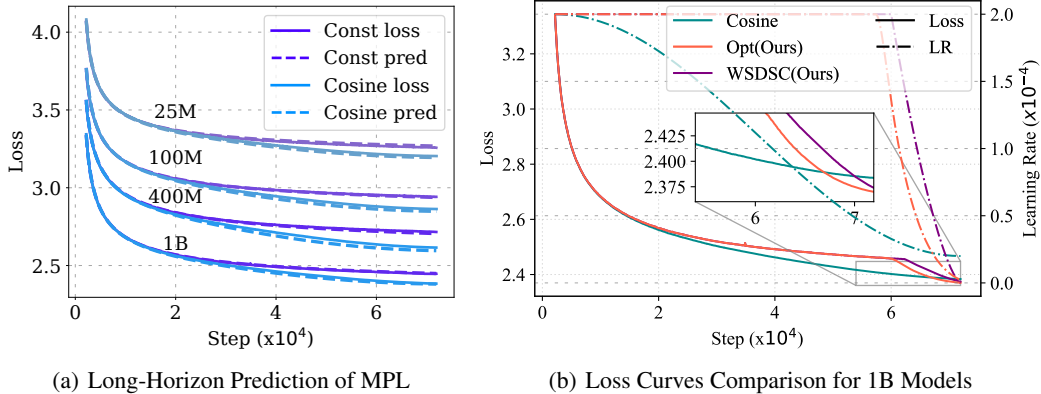 Loss
4.0
3.5
3.0
2.5
0
2
4
6
Step (x10⁴)
Const loss
Const pred
Cosine loss
Cosine pred
25M
100M
400M
1B
(a) Long-Horizon Prediction of MPL
Loss
3.2
3.0
2.8
2.6
2.4
0
2
4
6
Step (x10⁴)
Cosine
Opt(Ours)
WSDSC(Ours)
Loss
LR
2.425
2.400
2.375
6
7
2.0
1.5
1.0
0.5
0.0
Learning Rate (x10⁻⁴)
(b) Loss Curves Comparison for 1B Models